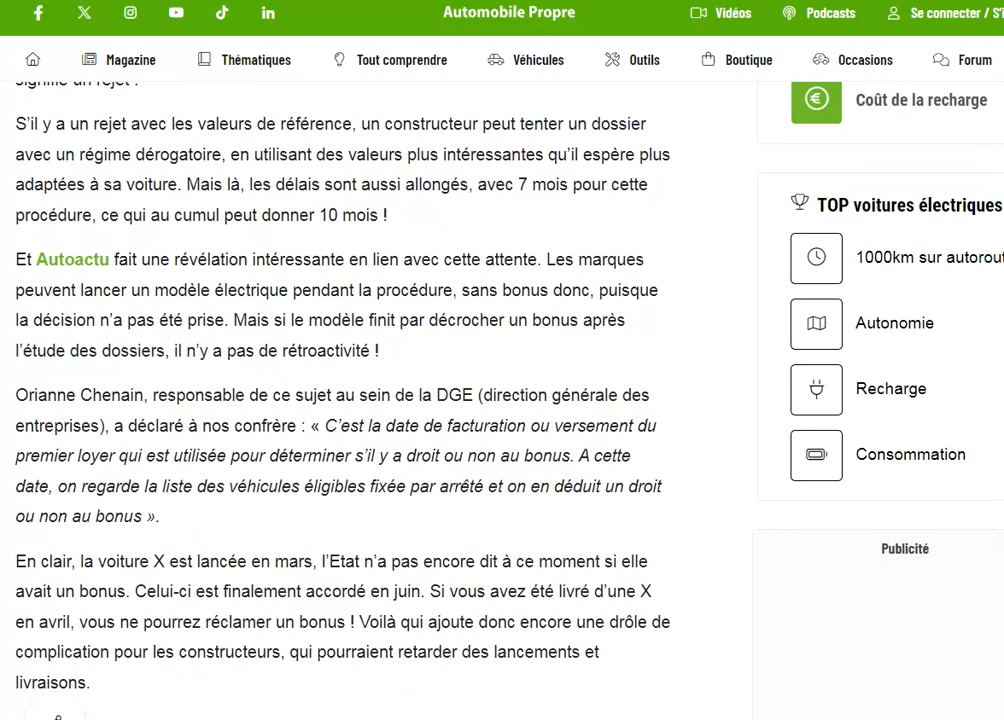 Automobile Propre
Vidéos
Podcasts
Se connecter /
Magazine
Thématiques
Tout comprendre
Véhicules
Outils
Boutique
Occasions
Forum
signifie un rejet !
S’il y a un rejet avec les valeurs de référence, un constructeur peut tenter un dossier
avec un régime dérogatoire, en utilisant des valeurs plus intéressantes qu’il espère plus
adaptées à sa voiture. Mais là, les délais sont aussi allongés, avec 7 mois pour cette
procédure, ce qui au cumul peut donner 10 mois !
Et Autoactu fait une révélation intéressante en lien avec cette attente. Les marques
peuvent lancer un modèle électrique pendant la procédure, sans bonus donc, puisque
la décision n’a pas été prise. Mais si le modèle finit par décrocher un bonus après
l’étude des dossiers, il n’y a pas de rétroactivité !
Orianne Chenain, responsable de ce sujet au sein de la DGE (direction générale des
entreprises), a déclaré à nos confrère : « C’est la date de facturation ou versement du
premier loyer qui est utilisée pour déterminer s’il y a droit ou non au bonus. A cette
date, on regarde la liste des véhicules éligibles fixée par arrêté et on en déduit un droit
ou non au bonus ».
En clair, la voiture X est lancée en mars, l’Etat n’a pas encore dit à ce moment si elle
avait un bonus. Celui-ci est finalement accordé en juin. Si vous avez été livré d’une X
en avril, vous ne pourrez réclamer un bonus ! Voilà qui ajoute donc encore une drôle de
complication pour les constructeurs, qui pourraient retarder des lancements et
livraisons.
Coût de la recharge
TOP voitures électriques
1000km sur autorout
Autonomie
Recharge
Consommation
Publicité